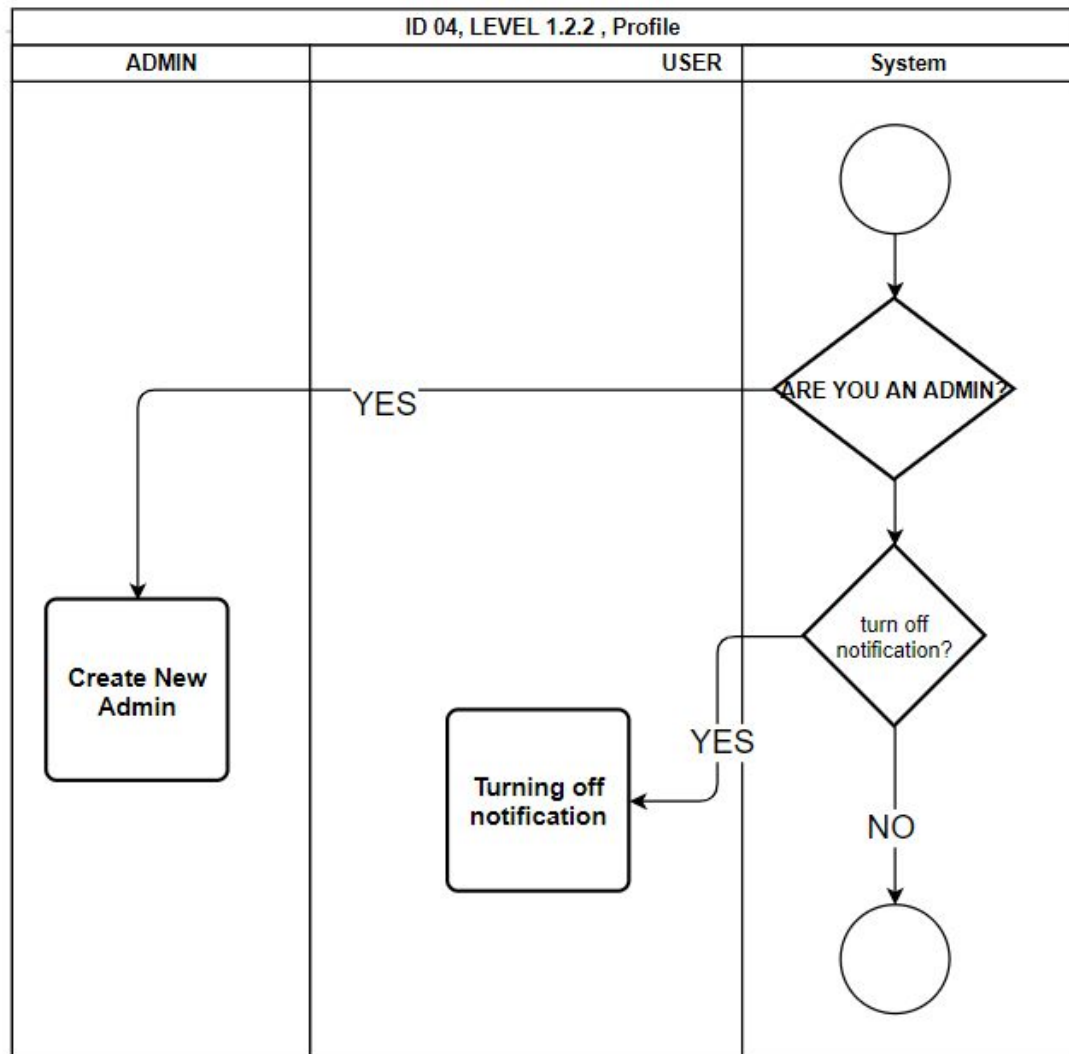 ID 04, LEVEL 1.2.2 , Profile
ADMIN
USER
System
ARE YOU AN ADMIN?
YES
turn off
notification?
Create New
Admin
YES
Turning off
notification
NO